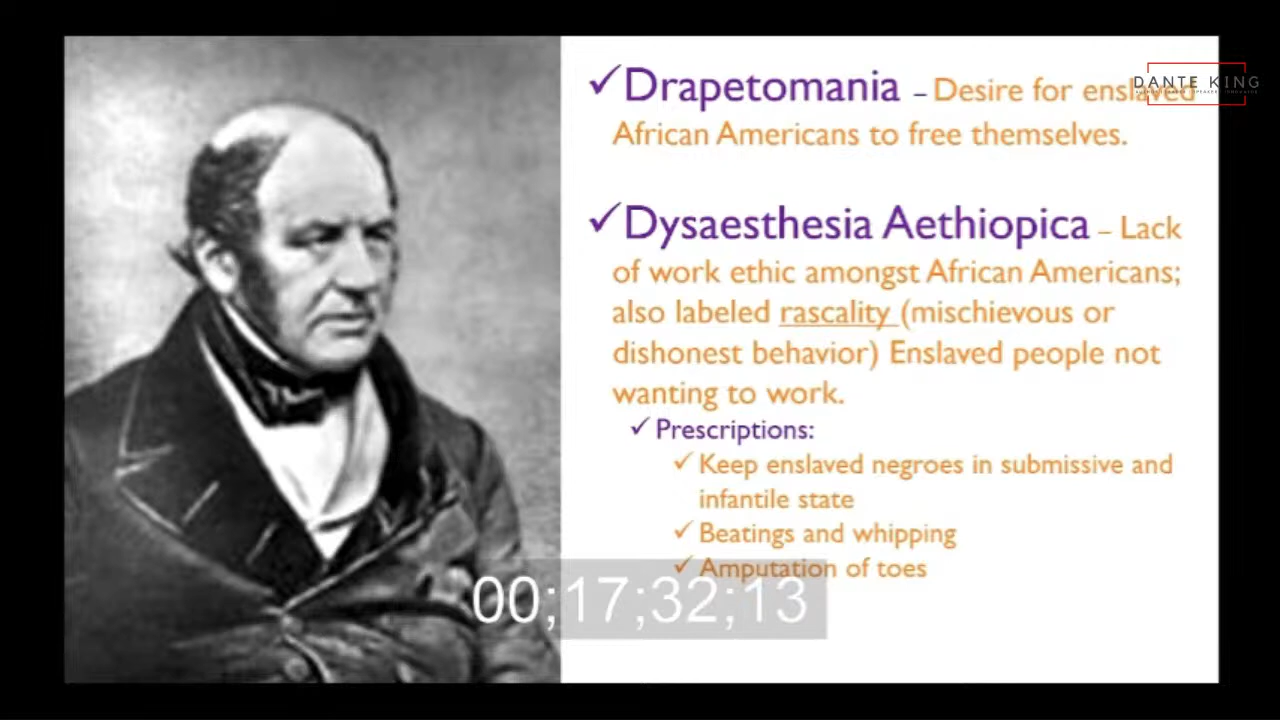 ✓Drapetomania – Desire for enslaved
African Americans to free themselves.
✓Dysaesthesia Aethiopica – Lack
of work ethic amongst African Americans;
also labeled rascality (mischievous or
dishonest behavior) Enslaved people not
wanting to work.
✓Prescriptions:
✓Keep enslaved negroes in submissive and
infantile state
✓Beatings and whipping
✓Amputation of toes
DANTE KING
00;17;32;13